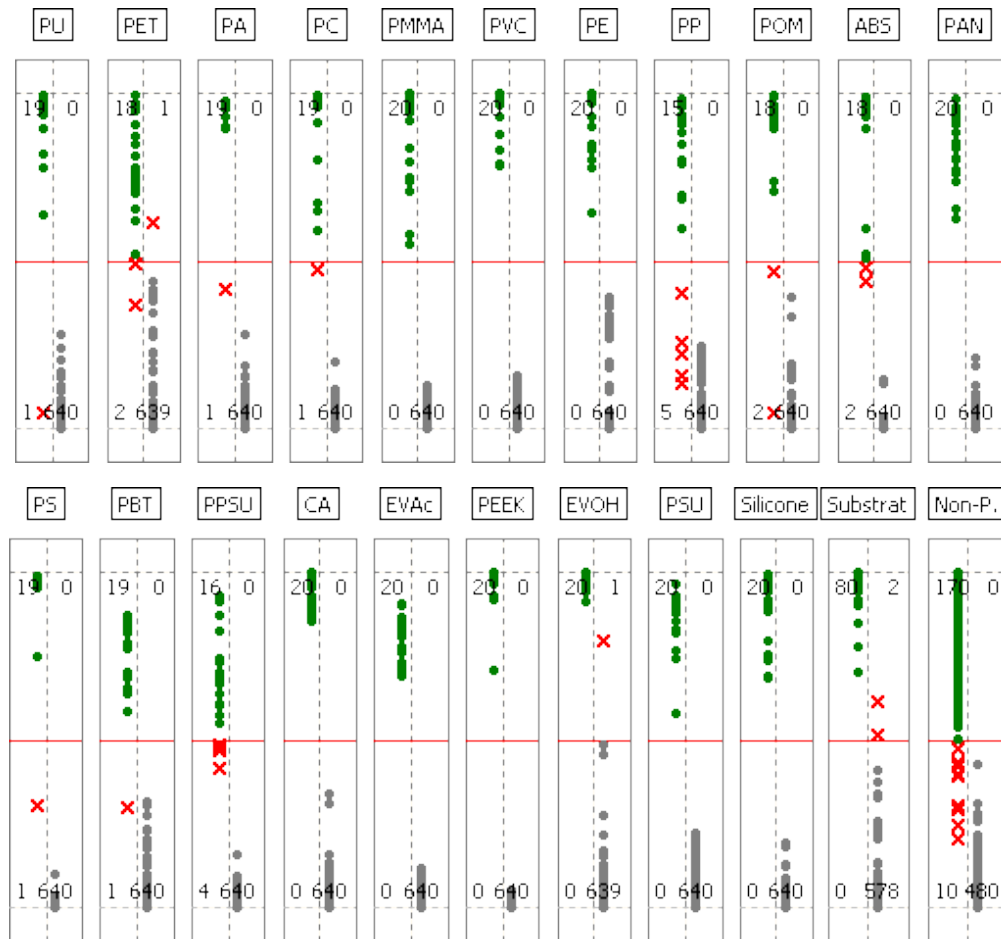 PU PET PA PC PMMA PVC PE PP POM ABS PAN
19 0 18 1 19 0 19 0 20 0 20 0 20 0 15 0 18 0 18 0 20 0
1 640 2 639 1 640 1 640 0 640 0 640 0 640 5 640 2 640 2 640 0 640
PS PBT PPSU CA EVAc PEEK EVOH PSU Silicone Substrat Non-P.
19 0 19 0 16 0 20 0 20 0 20 0 20 1 20 0 20 0 80 2 170 0
1 640 1 640 4 640 0 640 0 640 0 640 0 639 0 640 0 640 0 578 10 480